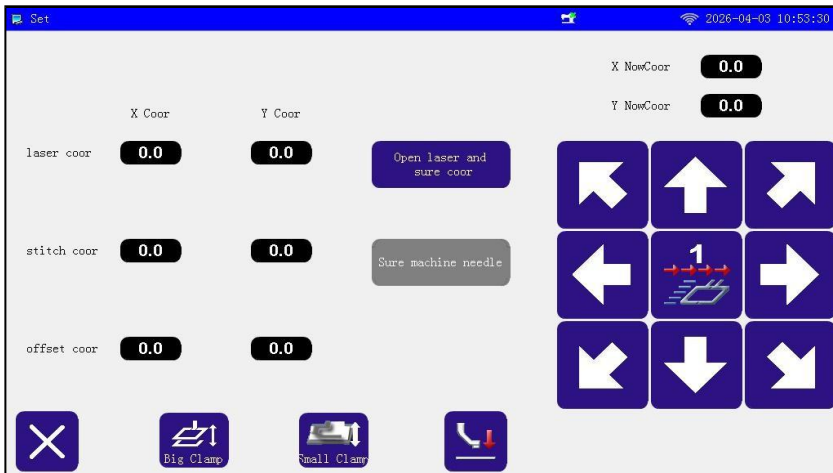 Set
2026-04-03 10:53:30
X NowCoor 0.0
Y NowCoor 0.0
X Coor Y Coor
laser coor 0.0 0.0
Open laser and
sure coor
stitch coor 0.0 0.0
Sure machine needle
1
offset coor 0.0 0.0
Big Clamp
Small Clamp